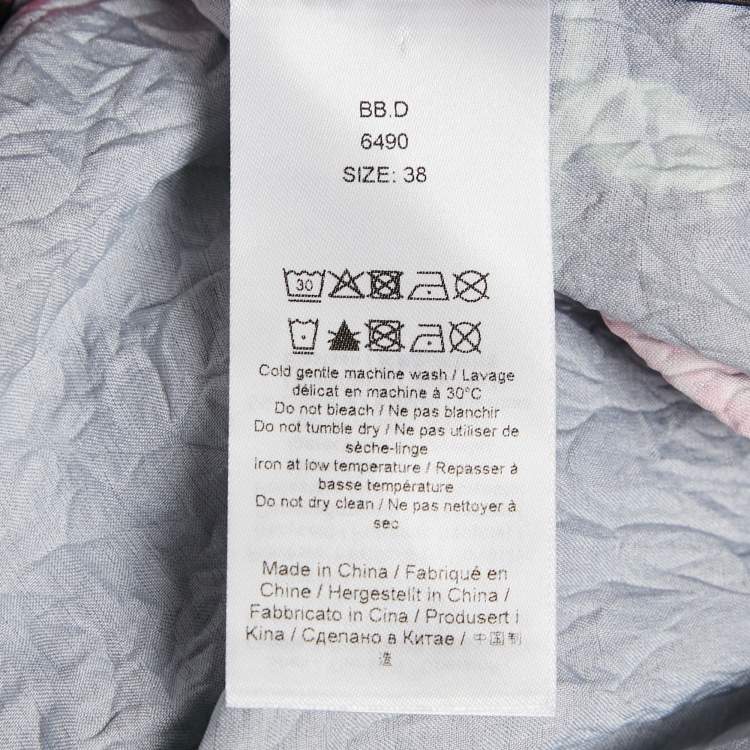 BB.D
6490
SIZE: 38
30
Cold gentle machine wash / Lavage
délicat en machine à 30°C
Do not bleach / Ne pas blanchir
Do not tumble dry / Ne pas utiliser de
sèche-linge
iron at low temperature / Repasser à
basse température
Do not dry clean / Ne pas nettoyer à
sec
Made in China / Fabriqué en
Chine / Hergestellt in China /
Fabbricato in Cina / Produsert i
Kina / Сделано в Китае / 中国制
造